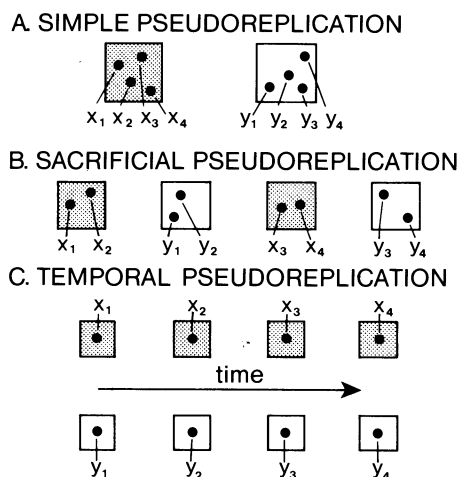 A. SIMPLE PSEUDOREPLICATION
x₁ x₂ x₃ x₄ y₁ y₂ y₃ y₄
B. SACRIFICIAL PSEUDOREPLICATION
x₁ x₂ y₁ y₂ x₃ x₄ y₃ y₄
C. TEMPORAL PSEUDOREPLICATION
x₁ x₂ x₃ x₄
time
y₁ y₂ y₃ y₄